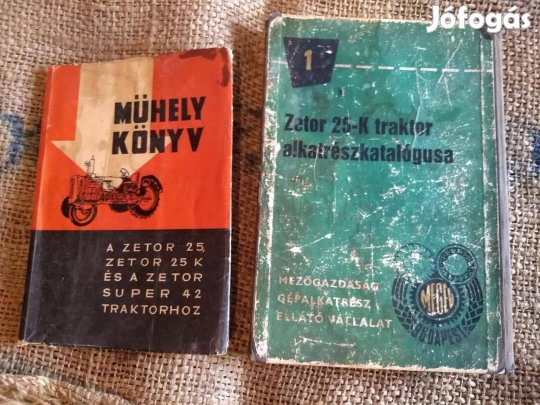 Jófogás
MŰHELY
KÖNYV
A ZETOR 25,
ZETOR 25 K
ÉS A ZETOR
SUPER 42
TRAKTORHOZ
1
Zetor 25-K traktor
alkatrészkatalógusa
MEZŐGAZDASÁGI
GÉPALKATRÉSZ
ELLÁTÓ VÁLLALAT
MEGÉV
BUDAPEST